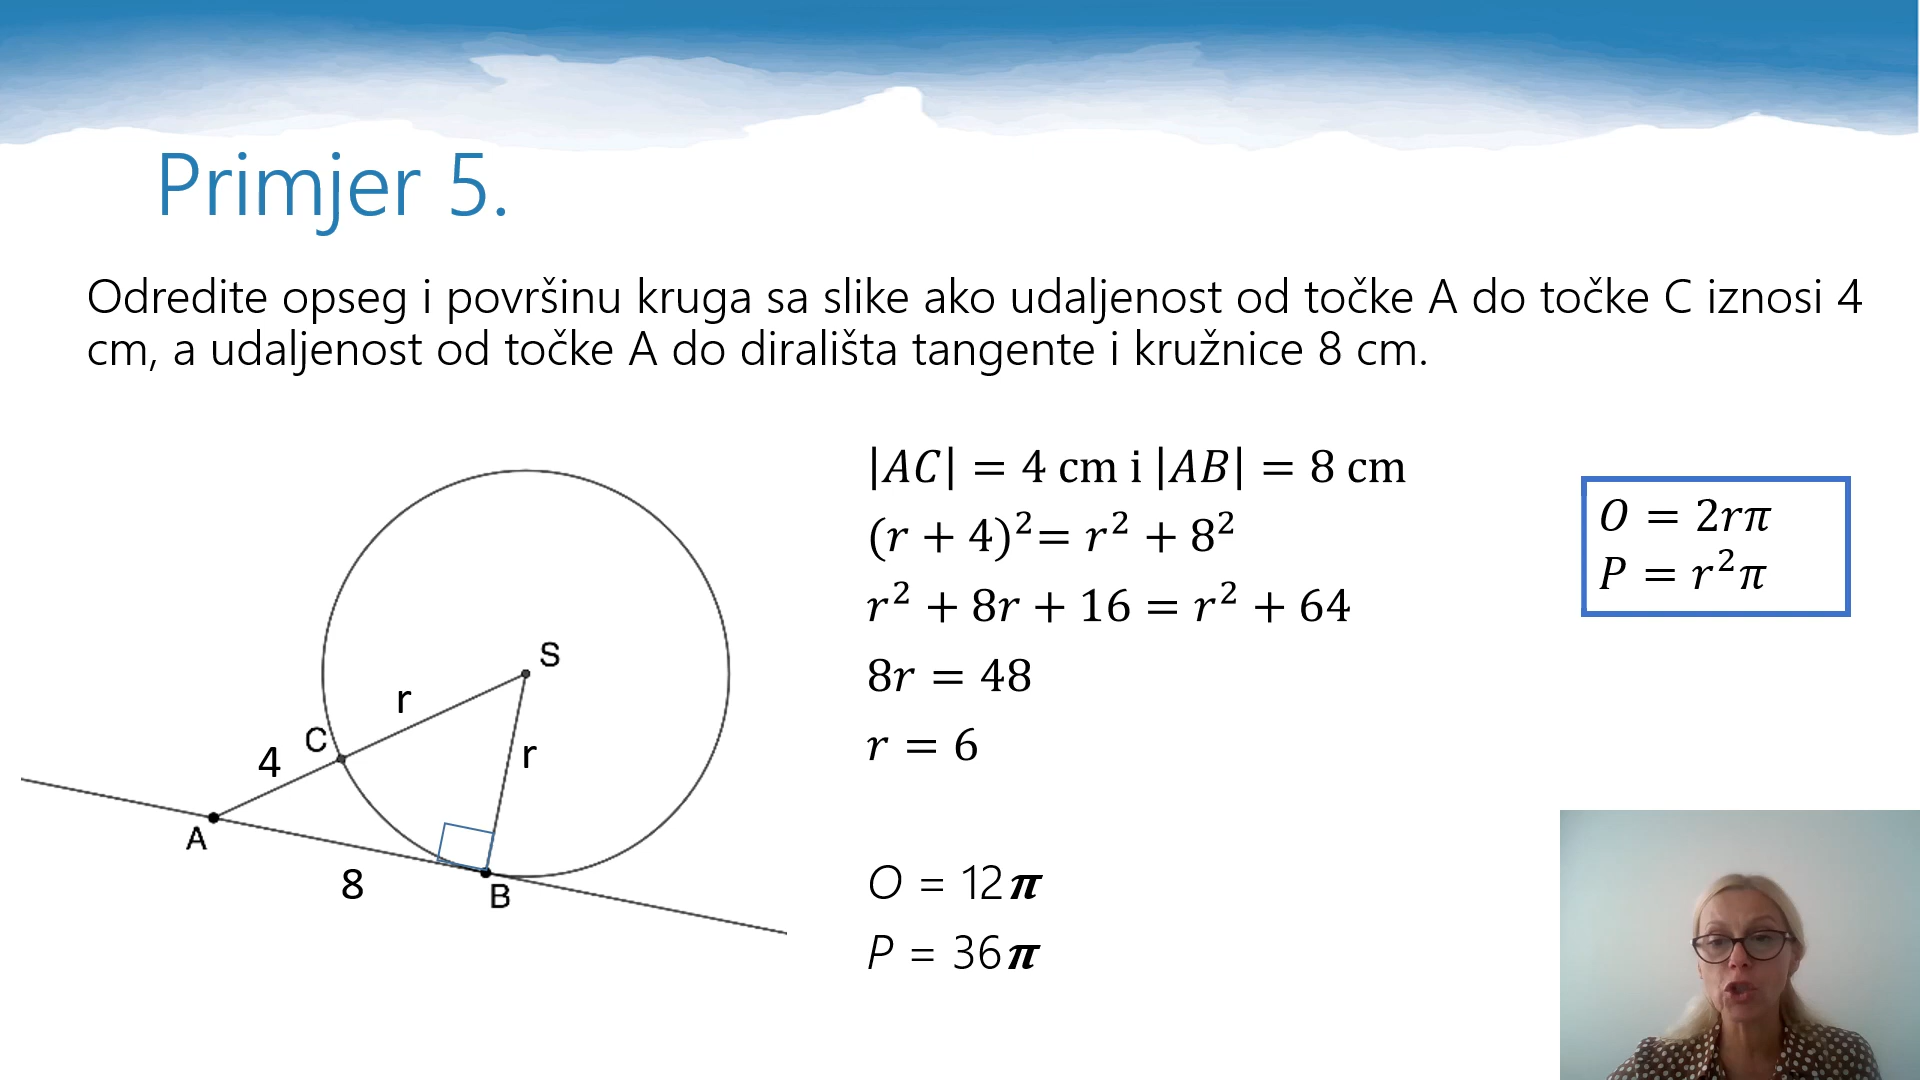 Primjer 5.
Odredite opseg i površinu kruga sa slike ako udaljenost od točke A do točke C iznosi 4
cm, a udaljenost od točke A do dirališta tangente i kružnice 8 cm.
|AC| = 4 cm i |AB| = 8 cm
(r + 4)²= r² + 8²
r² + 8r + 16 = r² + 64
8r = 48
r = 6
O = 12π
P = 36π
O = 2rπ
P = r²π
S
r
C
4
r
A
8
B